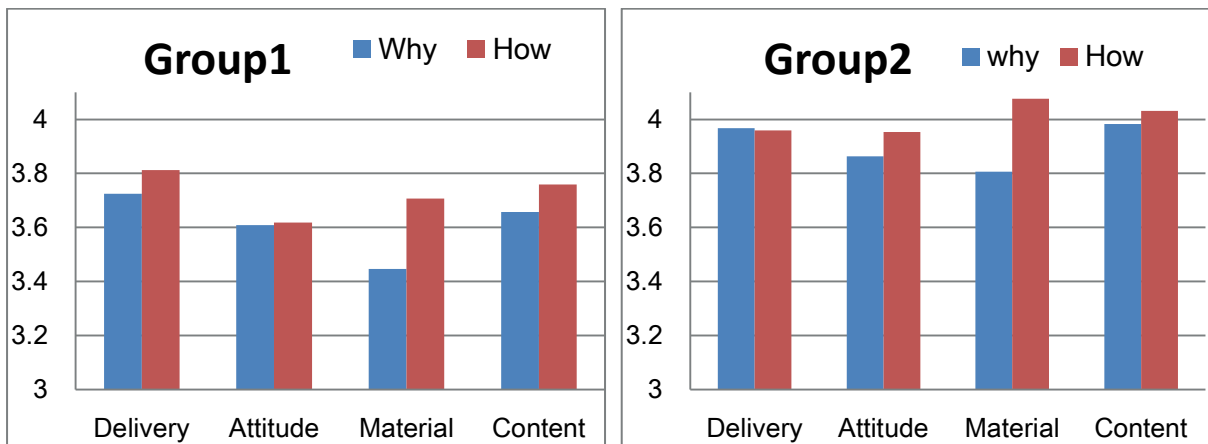 Group1
Why How
4
3.8
3.6
3.4
3.2
3
Delivery Attitude Material Content
Group2
why How
4
3.8
3.6
3.4
3.2
3
Delivery Attitude Material Content